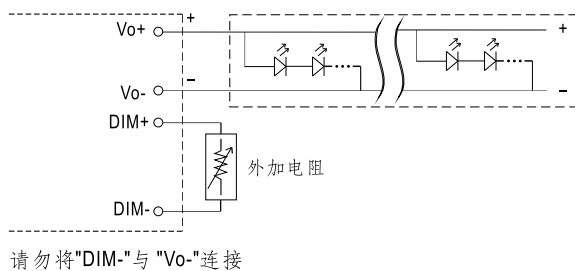 Vo+
+
+
−
Vo-
−
DIM+
外加电阻
DIM-
请勿将"DIM-"与 "Vo-"连接